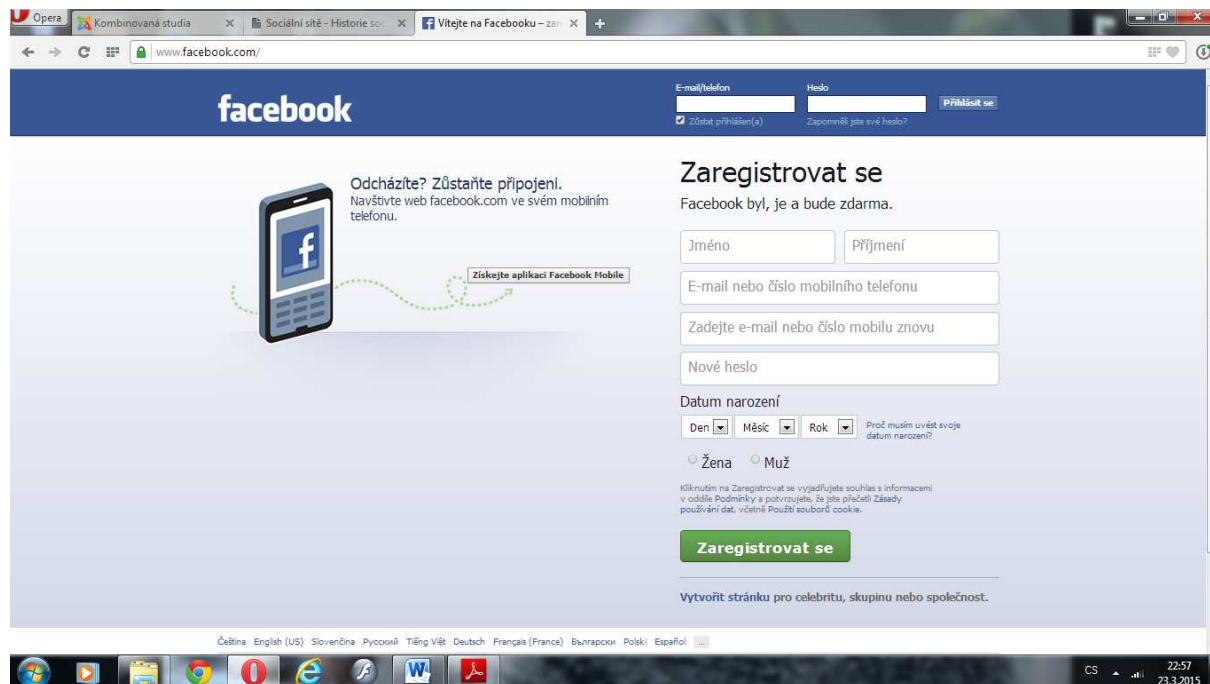 Opera
Kombinovaná studia
Sociální sítě - Historie soc
Vítejte na Facebooku – zare
www.facebook.com/
facebook
E-mail/telefon
Heslo
Přihlásit se
Zůstat přihlášen(a)
Zapomněli jste své heslo?
Odcházíte? Zůstaňte připojeni.
Navštivte web facebook.com ve svém mobilním
telefonu.
Získejte aplikaci Facebook Mobile
Zaregistrovat se
Facebook byl, je a bude zdarma.
Jméno
Příjmení
E-mail nebo číslo mobilního telefonu
Zadejte e-mail nebo číslo mobilu znovu
Nové heslo
Datum narození
Den
Měsíc
Rok
Proč musím uvést svoje
datum narození?
Žena
Muž
Kliknutím na Zaregistrovat se vyjadřujete souhlas s informacemi
v oddíle Podmínky a potvrzujete, že jste přečetli Zásady
používání dat, včetně Použití souborů cookie.
Zaregistrovat se
Vytvořit stránku pro celebritu, skupinu nebo společnost.
Čeština English (US) Slovenčina Русский Tiếng Việt Deutsch Français (France) Български Polski Español ...
CS
22:57
23.3.2015